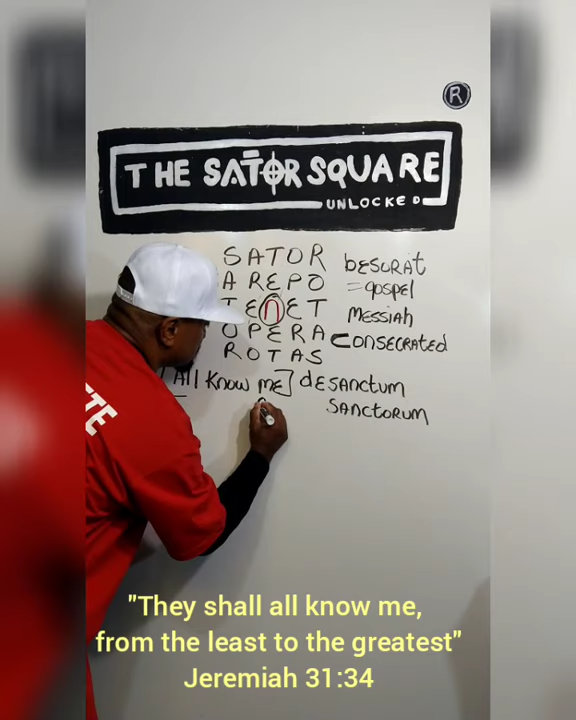 R
THE SATOR SQUARE
UNLOCKED
SATOR
AREPO
TENET
OPERA
ROTAS
bESORAT
=gospel
MESSIAH
CONSECRATED
All Know ME] dESANCTUM
SANCTORUM
"They shall all know me,
from the least to the greatest"
Jeremiah 31:34